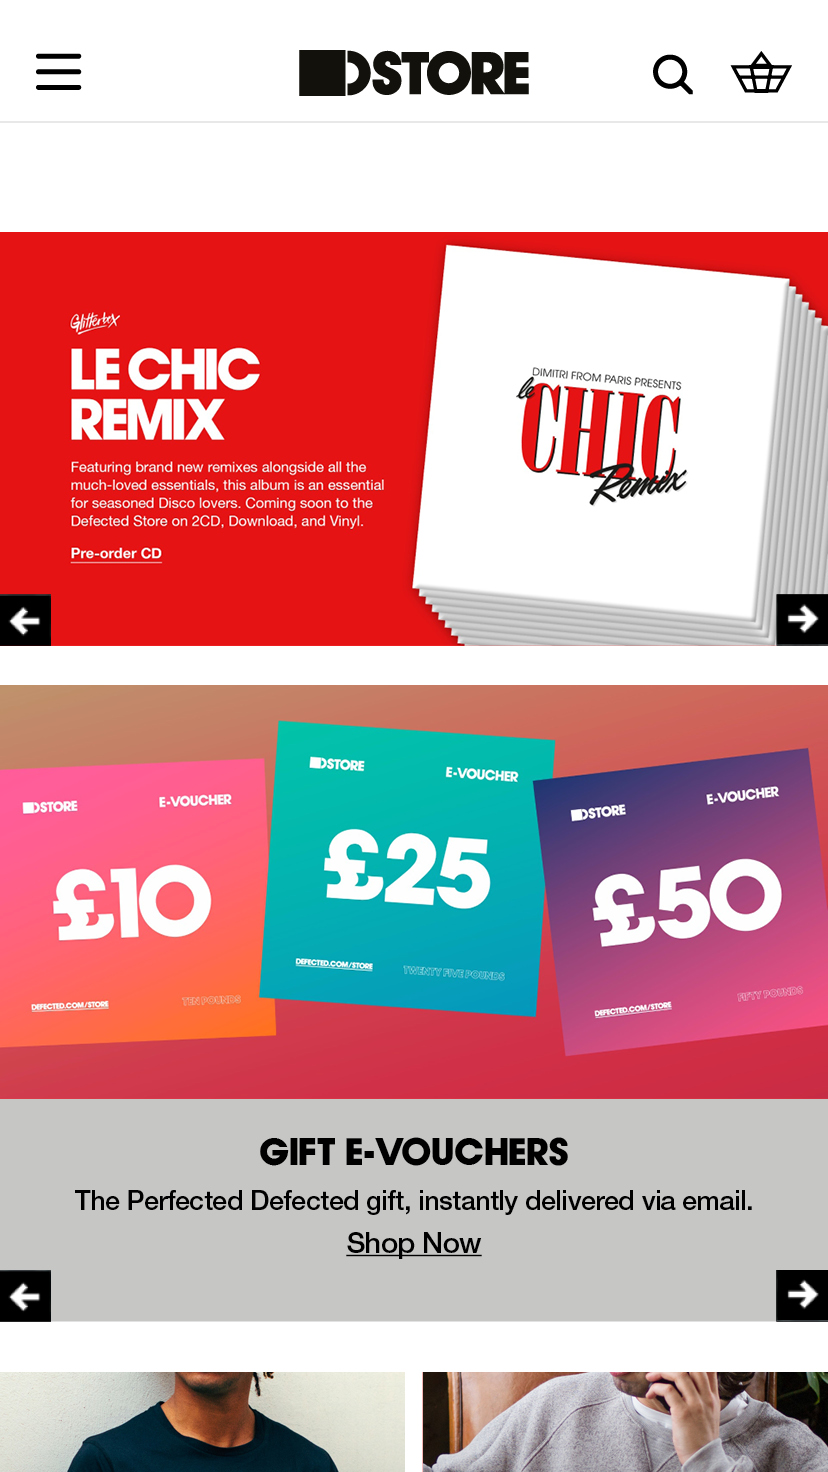 DSTORE
Glitterbox
LE CHIC
REMIX
Featuring brand new remixes alongside all the
much-loved essentials, this album is an essential
for seasoned Disco lovers. Coming soon to the
Defected Store on 2CD, Download, and Vinyl.
Pre-order CD
DIMITRI FROM PARIS PRESENTS
le
CHIC
Remix
DSTORE E-VOUCHER
£10
DEFECTED.COM/STORE TEN POUNDS
DSTORE E-VOUCHER
£25
DEFECTED.COM/STORE TWENTY FIVE POUNDS
DSTORE E-VOUCHER
£50
DEFECTED.COM/STORE FIFTY POUNDS
GIFT E-VOUCHERS
The Perfected Defected gift, instantly delivered via email.
Shop Now